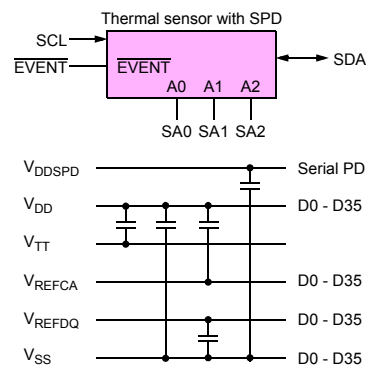 Thermal sensor with SPD
SCL
EVENT EVENT SDA
A0 A1 A2
SA0 SA1 SA2
VDDSPD Serial PD
VDD D0 - D35
VTT
VREFCA D0 - D35
VREFDQ D0 - D35
VSS D0 - D35